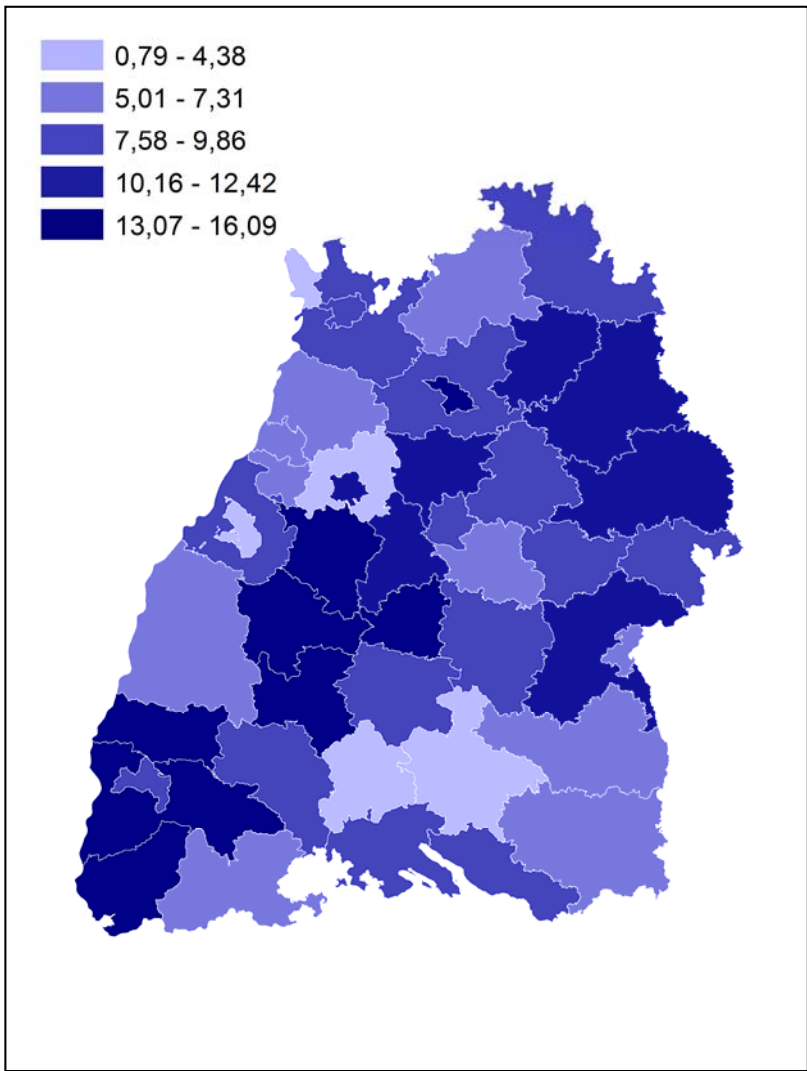 0,79 - 4,38
5,01 - 7,31
7,58 - 9,86
10,16 - 12,42
13,07 - 16,09